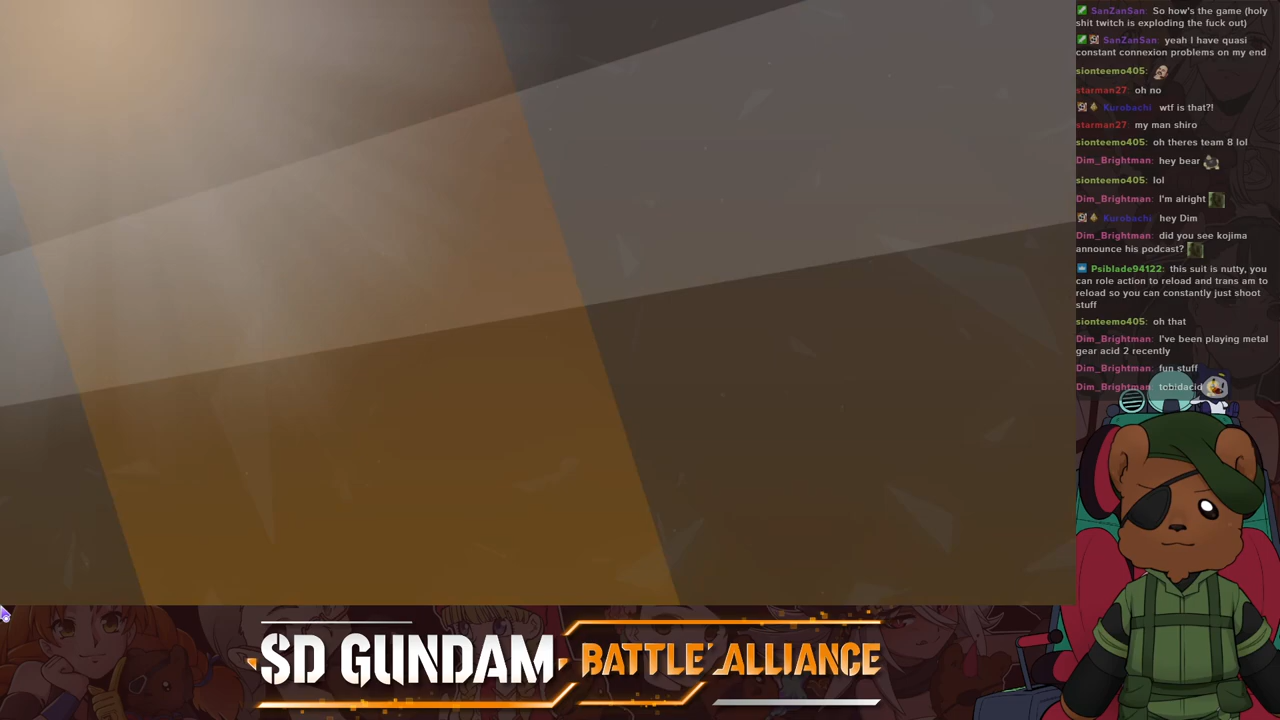 SanZanSan: So how's the game (holy
shit twitch is exploding the fuck out)
SanZanSan: yeah I have quasi
constant connexion problems on my end
sionteemo405:
starman27: oh no
Kurobachi: wtf is that?!
starman27: my man shiro
sionteemo405: oh theres team 8 lol
Dim_Brightman: hey bear
sionteemo405: lol
Dim_Brightman: I'm alright
Kurobachi: hey Dim
Dim_Brightman: did you see kojima
announce his podcast?
Psiblade94122: this suit is nutty, you
can role action to reload and trans am to
reload so you can constantly just shoot
stuff
sionteemo405: oh that
Dim_Brightman: I've been playing metal
gear acid 2 recently
Dim_Brightman: fun stuff
Dim_Brightman: tobidacid
SD GUNDAM BATTLE ALLIANCE